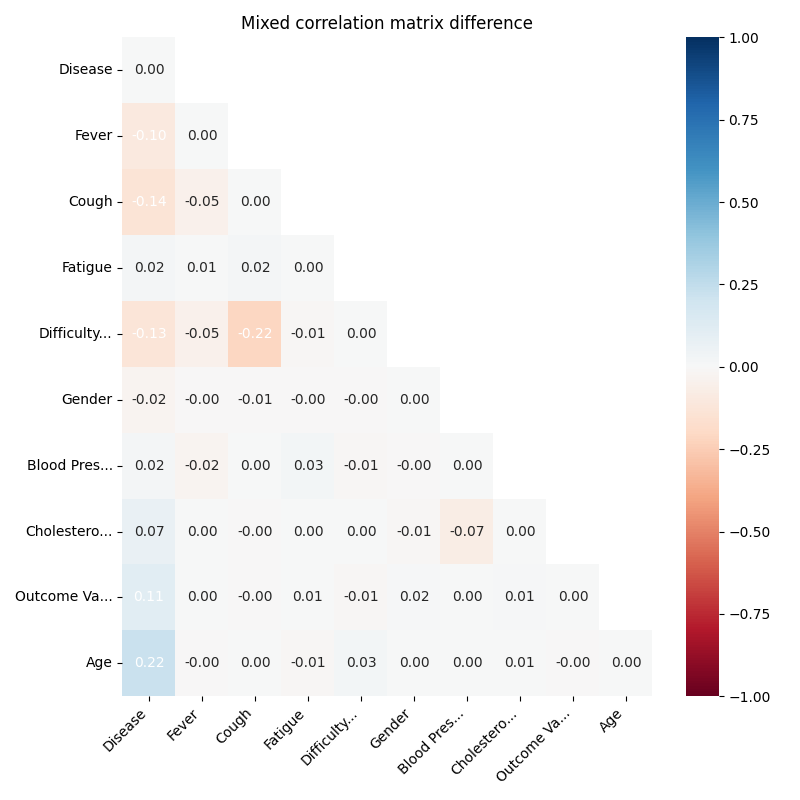 Mixed correlation matrix difference
Disease 0.00
Fever -0.10 0.00
Cough -0.14 -0.05 0.00
Fatigue 0.02 0.01 0.02 0.00
Difficulty... -0.13 -0.05 -0.22 -0.01 0.00
Gender -0.02 -0.00 -0.01 -0.00 -0.00 0.00
Blood Pres... 0.02 -0.02 0.00 0.03 -0.01 -0.00 0.00
Cholestero... 0.07 0.00 -0.00 0.00 0.00 -0.01 -0.07 0.00
Outcome Va... 0.11 0.00 -0.00 0.01 -0.01 0.02 0.00 0.01 0.00
Age 0.22 -0.00 0.00 -0.01 0.03 0.00 0.00 0.01 -0.00 0.00
Disease Fever Cough Fatigue Difficulty... Gender Blood Pres... Cholestero... Outcome Va... Age
1.00
0.75
0.50
0.25
0.00
−0.25
−0.50
−0.75
−1.00